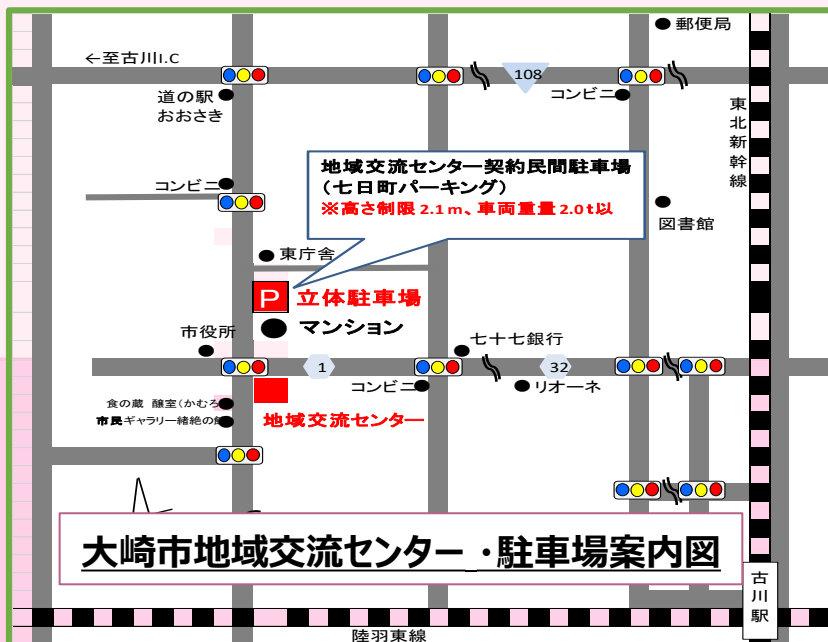 郵便局
←至古川I.C
108
道の駅
おおさき
コンビニ
東北新幹線
地域交流センター契約民間駐車場
(七日町パーキング)
※高さ制限2.1m、車両重量2.0t以
コンビニ
図書館
東庁舎
P 立体駐車場
マンション
市役所
七十七銀行
1
32
コンビニ
リオーネ
食の蔵 醸室(かむろ
市民ギャラリー緒絶の
地域交流センター
大崎市地域交流センター・駐車場案内図
古川駅
陸羽東線